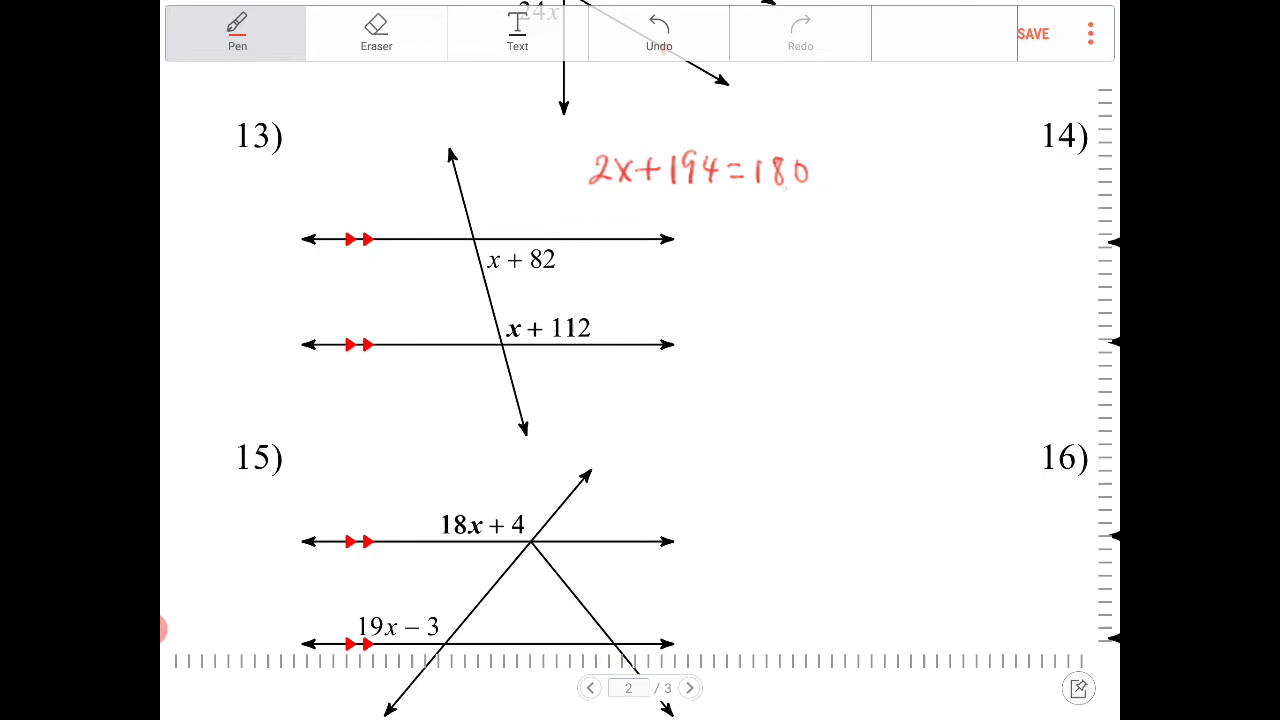 24x
Pen
Eraser
Text
Undo
Redo
SAVE
13)
14)
2x+194=180
x + 82
x + 112
15)
16)
18x + 4
19x − 3
2 / 3